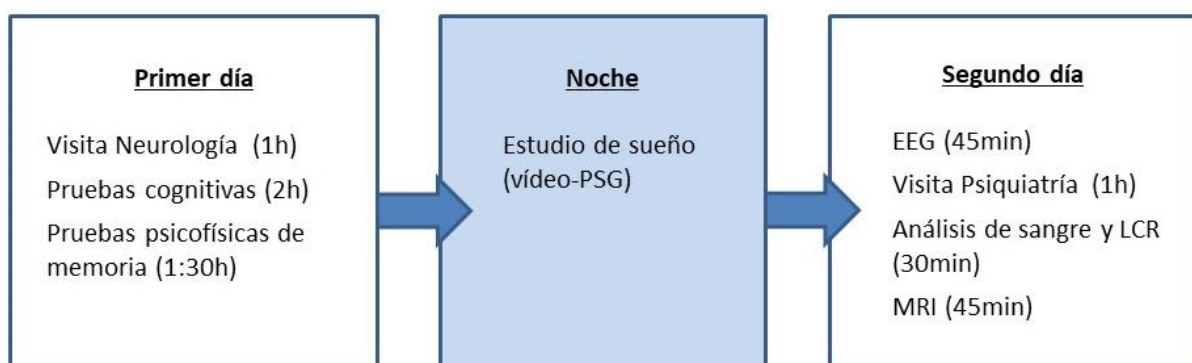 Primer día
Visita Neurología (1h)
Pruebas cognitivas (2h)
Pruebas psicofísicas de
memoria (1:30h)
Noche
Estudio de sueño
(vídeo-PSG)
Segundo día
EEG (45min)
Visita Psiquiatría (1h)
Análisis de sangre y LCR
(30min)
MRI (45min)